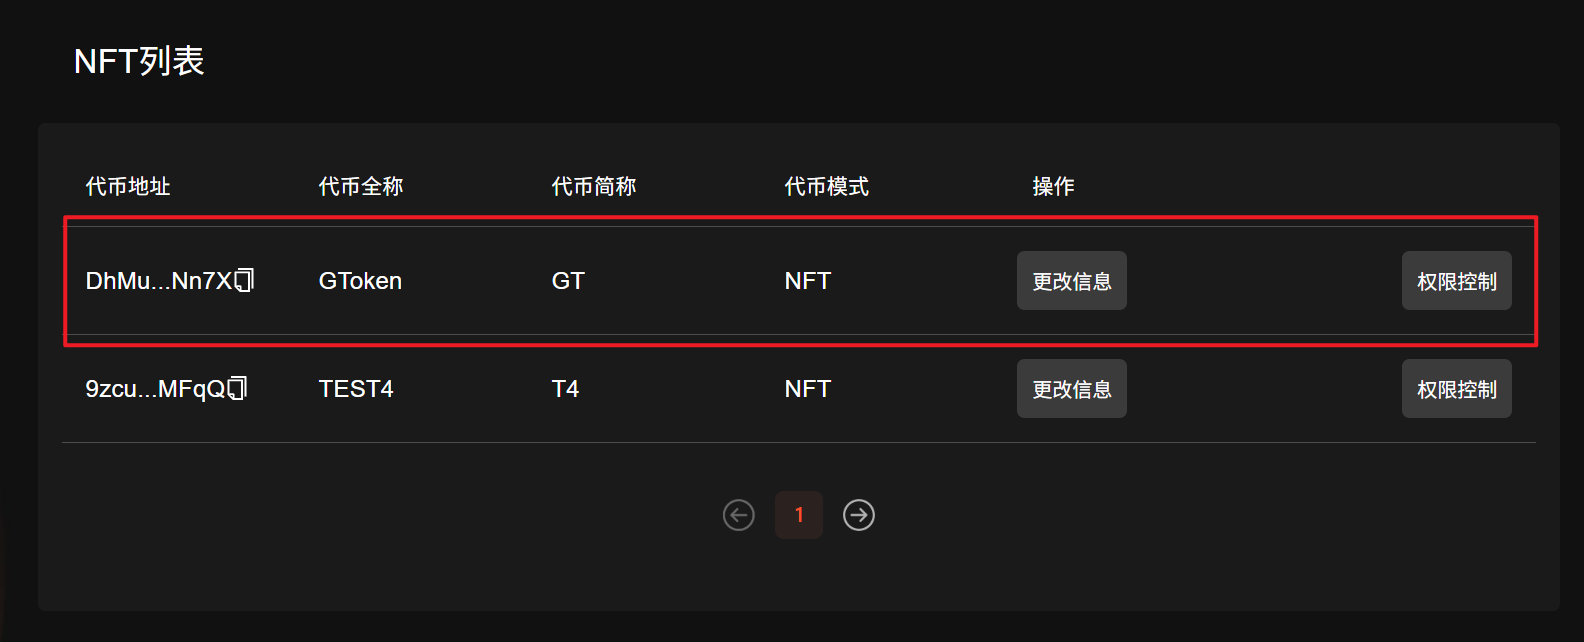 NFT列表
代币地址 代币全称 代币简称 代币模式 操作
DhMu...Nn7X GToken GT NFT 更改信息 权限控制
9zcu...MFqQ TEST4 T4 NFT 更改信息 权限控制
1